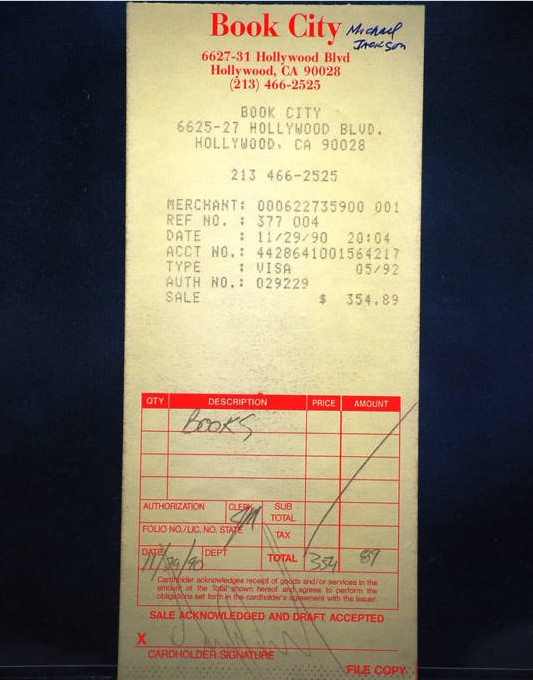 Book City
Michael
Jackson
6627-31 Hollywood Blvd
Hollywood, CA 90028
(213) 466-2525
BOOK CITY
6625-27 HOLLYWOOD BLVD.
HOLLYWOOD, CA 90028
213 466-2525
MERCHANT: 000622735900 001
REF NO. : 377 004
DATE : 11/29/90 20:04
ACCT NO.: 4428641001564217
TYPE : VISA 05/92
AUTH NO.: 029229
SALE $ 354.89
QTY DESCRIPTION PRICE AMOUNT
BOOKS
AUTHORIZATION CLERK SUB TOTAL
SM
FOLIO NO./LIC. NO. STATE TAX
DATE DEPT TOTAL 354 89
11/29/90
Cardholder acknowledges receipt of goods and/or services in the
amount of the Total shown hereof and agrees to perform the
obligations set forth in the cardholder's agreement with the issuer.
SALE ACKNOWLEDGED AND DRAFT ACCEPTED
X
CARDHOLDER SIGNATURE
FILE COPY